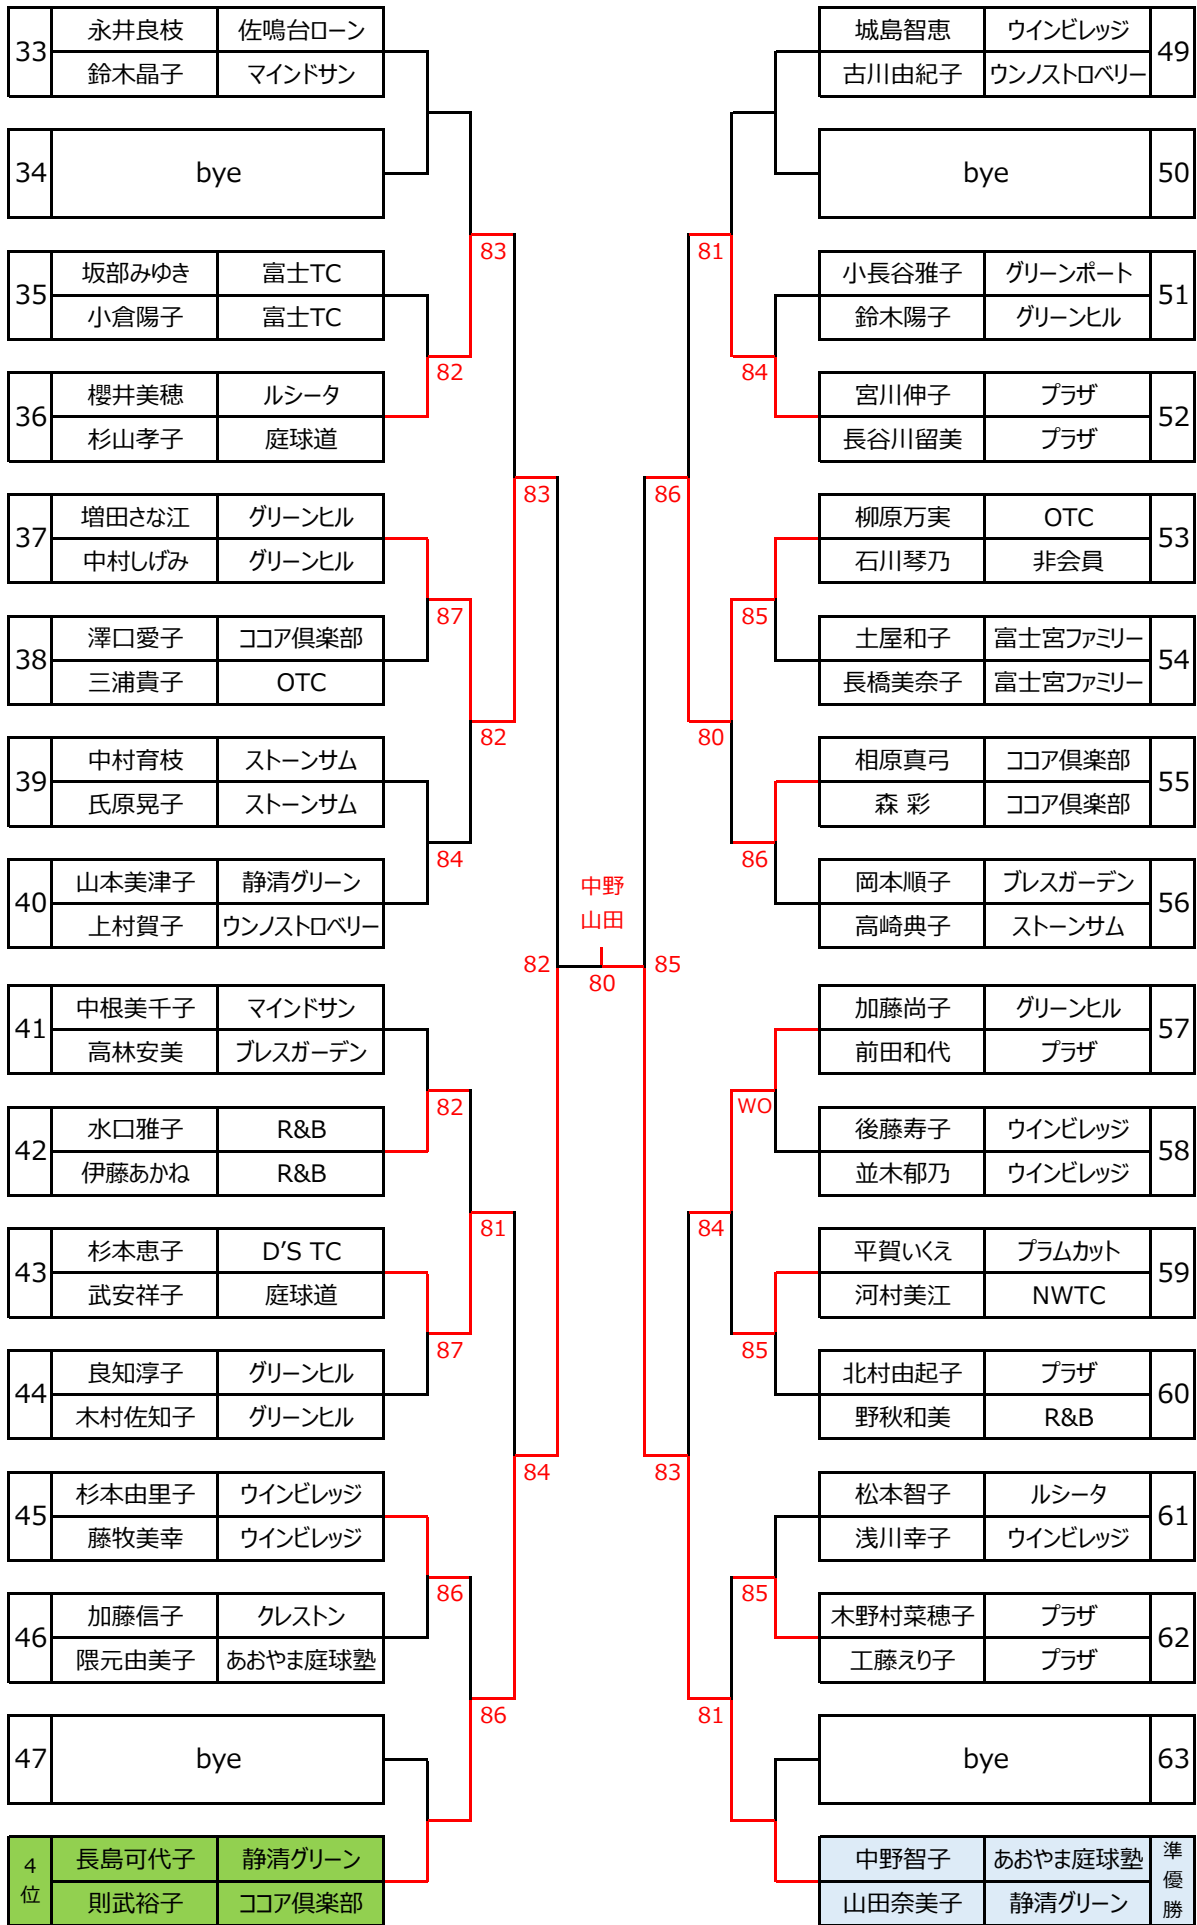 33 永井良枝 佐鳴台ローン
鈴木晶子 マインドサン
34 bye
83
35 坂部みゆき 富士TC
小倉陽子 富士TC
82
36 櫻井美穂 ルシータ
杉山孝子 庭球道
83
37 増田さな江 グリーンヒル
中村しげみ グリーンヒル
87
38 澤口愛子 ココア倶楽部
三浦貴子 OTC
82
39 中村育枝 ストーンサム
氏原晃子 ストーンサム
84
40 山本美津子 静清グリーン
上村賀子 ウンノストロベリー
82
41 中根美千子 マインドサン
高林安美 ブレスガーデン
82
42 水口雅子 R&B
伊藤あかね R&B
81
43 杉本恵子 D'S TC
武安祥子 庭球道
87
44 良知淳子 グリーンヒル
木村佐知子 グリーンヒル
84
45 杉本由里子 ウインビレッジ
藤牧美幸 ウインビレッジ
86
46 加藤信子 クレストン
隈元由美子 あおやま庭球塾
86
47 bye
4位 長島可代子 静清グリーン
則武裕子 ココア倶楽部
中野
山田
80
城島智恵 ウインビレッジ 49
古川由紀子 ウンノストロベリー
bye 50
81
小長谷雅子 グリーンポート 51
鈴木陽子 グリーンヒル
84
宮川伸子 プラザ 52
長谷川留美 プラザ
86
柳原万実 OTC 53
石川琴乃 非会員
85
土屋和子 富士宮ファミリー 54
長橋美奈子 富士宮ファミリー
80
相原真弓 ココア倶楽部 55
森 彩 ココア倶楽部
86
岡本順子 ブレスガーデン 56
高崎典子 ストーンサム
85
加藤尚子 グリーンヒル 57
前田和代 プラザ
WO
後藤寿子 ウインビレッジ 58
並木郁乃 ウインビレッジ
84
平賀いくえ プラムカット 59
河村美江 NWTC
85
北村由起子 プラザ 60
野秋和美 R&B
83
松本智子 ルシータ 61
浅川幸子 ウインビレッジ
85
木野村菜穂子 プラザ 62
工藤えり子 プラザ
81
bye 63
中野智子 あおやま庭球塾 準優勝
山田奈美子 静清グリーン